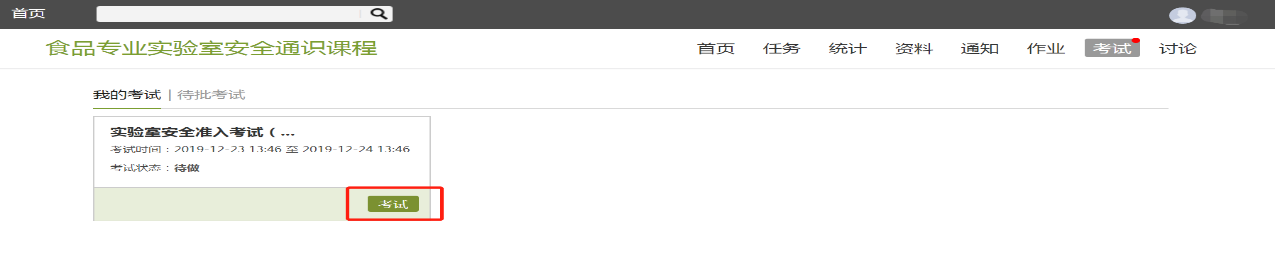 首页
食品专业实验室安全通识课程
首页 任务 统计 资料 通知 作业 考试 讨论
我的考试 | 待批考试
实验室安全准入考试 ( ...
考试时间：2019-12-23 13:46 至 2019-12-24 13:46
考试状态：待做
考试